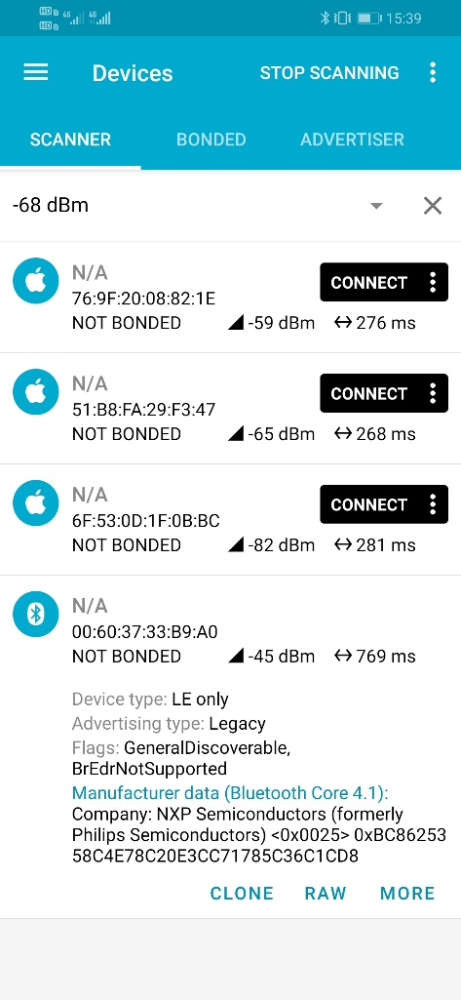 15:39
Devices STOP SCANNING
SCANNER BONDED ADVERTISER
-68 dBm
N/A
CONNECT
76:9F:20:08:82:1E
NOT BONDED -59 dBm 276 ms
N/A
CONNECT
51:B8:FA:29:F3:47
NOT BONDED -65 dBm 268 ms
N/A
CONNECT
6F:53:0D:1F:0B:BC
NOT BONDED -82 dBm 281 ms
N/A
00:60:37:33:B9:A0
NOT BONDED -45 dBm 769 ms
Device type: LE only
Advertising type: Legacy
Flags: GeneralDiscoverable,
BrEdrNotSupported
Manufacturer data (Bluetooth Core 4.1):
Company: NXP Semiconductors (formerly
Philips Semiconductors) <0x0025> 0xBC86253
58C4E78C20E3CC71785C36C1CD8
CLONE RAW MORE